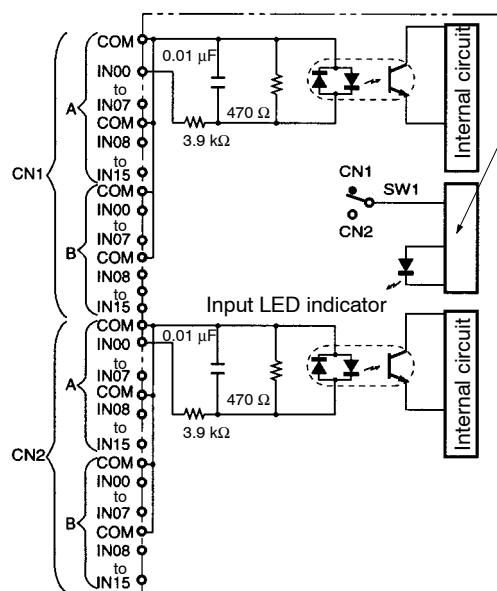 COM
IN00
to
IN07
COM
IN08
to
IN15
COM
IN00
to
IN07
COM
IN08
to
IN15
A
B
CN1
0.01 µF
470 Ω
3.9 kΩ
Internal circuit
CN1
SW1
CN2
Input LED indicator
COM
IN00
to
IN07
COM
IN08
to
IN15
COM
IN00
to
IN07
COM
IN08
to
IN15
A
B
CN2
0.01 µF
470 Ω
3.9 kΩ
Internal circuit